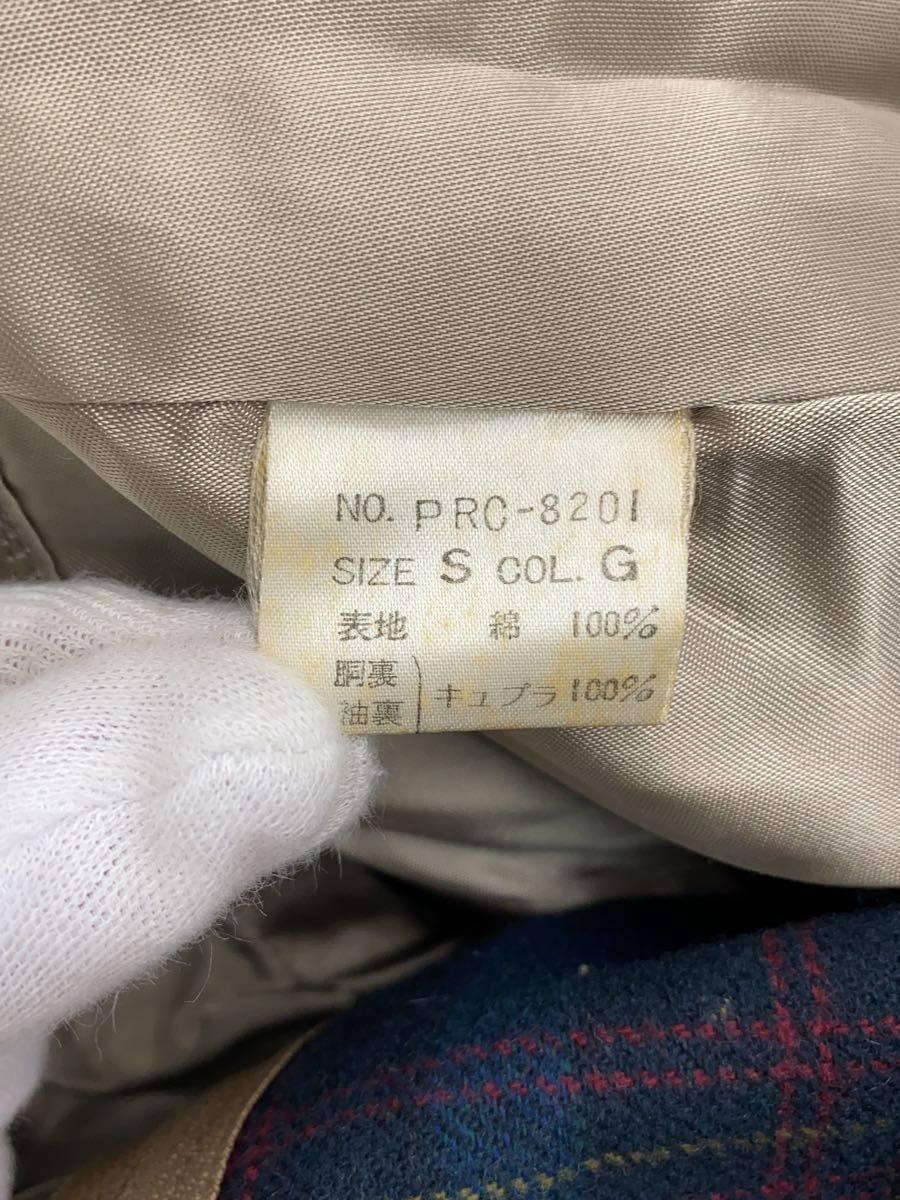 NO. PRC-8201
SIZE S COL. G
表地 綿 100%
胴裏
袖裏 ) キュプラ 100%